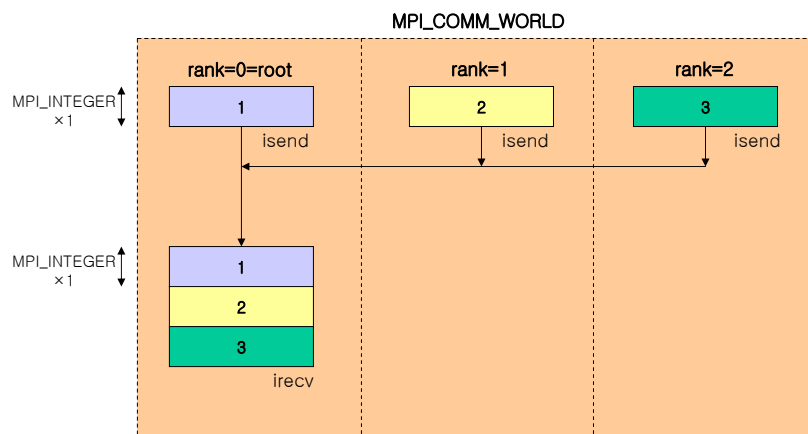 MPI_COMM_WORLD
rank=0=root
rank=1
rank=2
MPI_INTEGER
×1
1
2
3
isend
isend
isend
MPI_INTEGER
×1
1
2
3
irecv